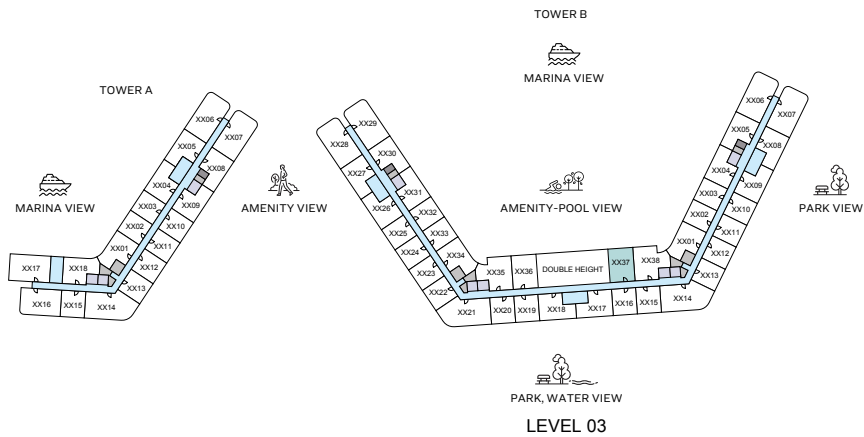 TOWER B
MARINA VIEW
TOWER A
MARINA VIEW
AMENITY VIEW
AMENITY-POOL VIEW
PARK VIEW
XX06
XX07
XX05
XX08
XX04
XX09
XX03
XX10
XX02
XX11
XX01
XX12
XX13
XX17
XX18
XX16
XX15
XX14
XX29
XX28
XX30
XX27
XX31
XX26
XX32
XX25
XX33
XX24
XX34
XX23
XX22
XX35
XX36
DOUBLE HEIGHT
XX37
XX38
XX21
XX20
XX19
XX18
XX17
XX16
XX15
XX14
XX06
XX07
XX05
XX08
XX04
XX09
XX03
XX10
XX02
XX11
XX01
XX12
XX13
PARK, WATER VIEW
LEVEL 03